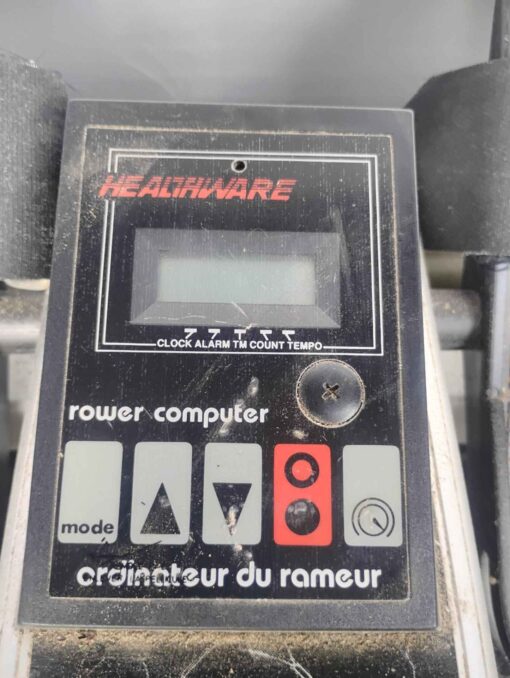 HEALTHWARE
CLOCK ALARM TM COUNT TEMPO
rower computer
mode
ordinateur du rameur